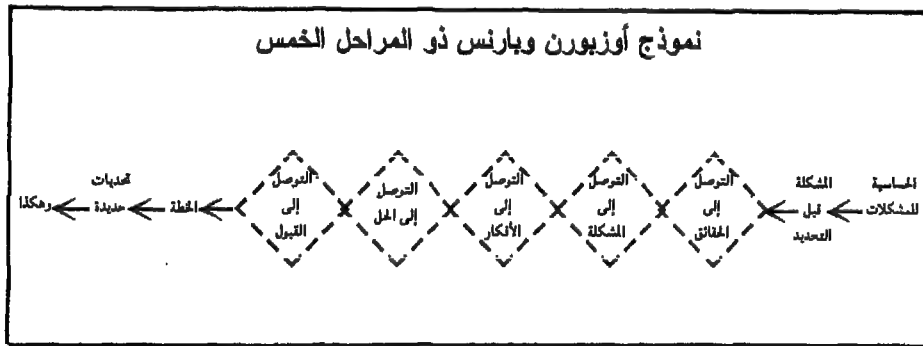 نموذج أوزبورن وبارنس ذو المراحل الخمس
الحساسية
للمشكلات
المشكلة
قبل
التحديد
التوصل
إلى
الحقائق
التوصل
إلى
المشكلة
التوصل
إلى
الأفكار
التوصل
إلى الحل
التوصل
إلى
القبول
الخطة
تحديات
جديدة
وهكذا